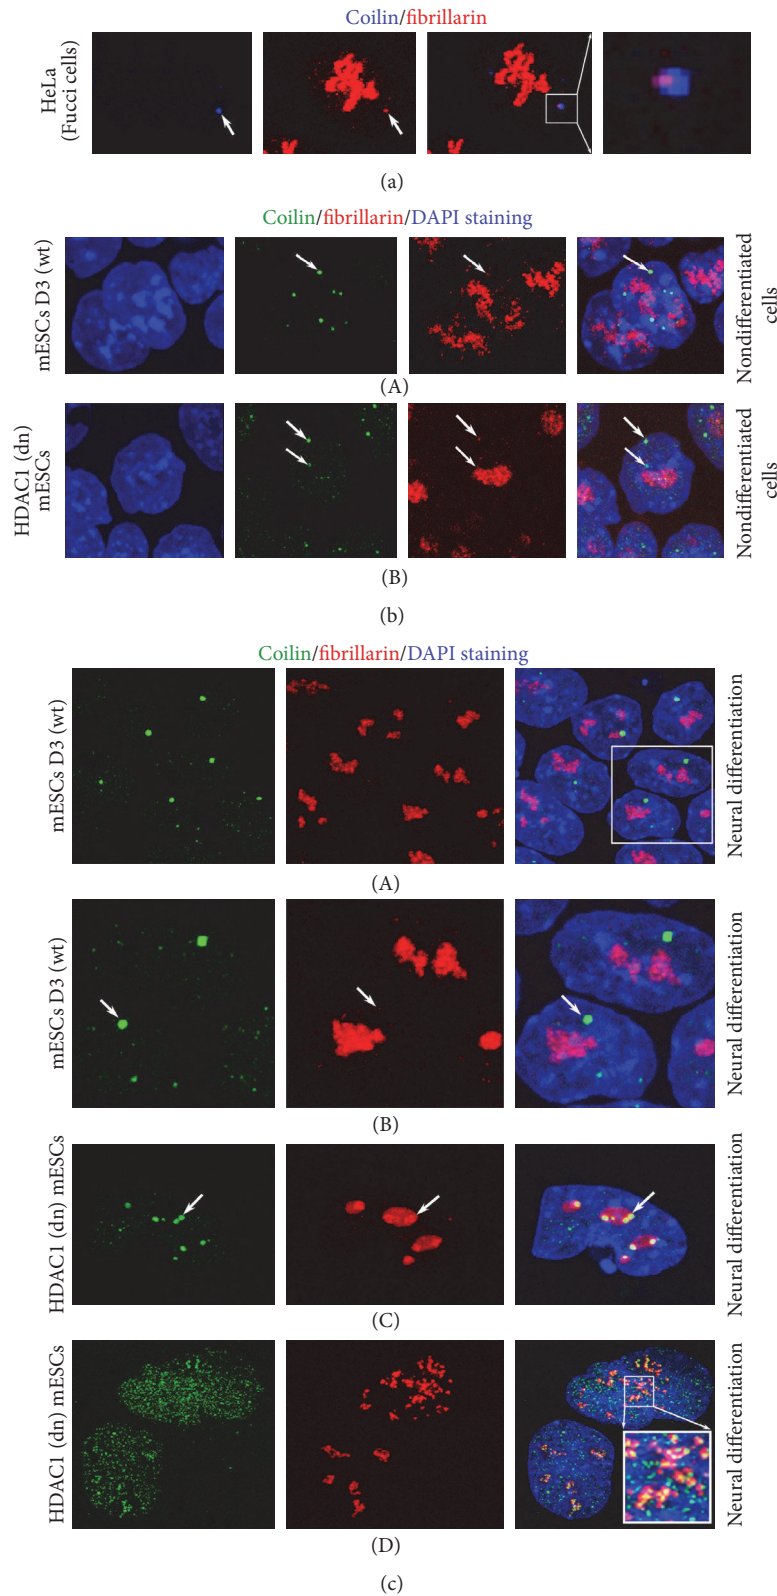 Coilin/fibrillarin
HeLa
(Fucci cells)
(a)
Coilin/fibrillarin/DAPI staining
mESCs D3 (wt)
Nondifferentiated
cells
(A)
HDAC1 (dn)
mESCs
Nondifferentiated
cells
(B)
(b)
Coilin/fibrillarin/DAPI staining
mESCs D3 (wt)
Neural differentiation
(A)
mESCs D3 (wt)
Neural differentiation
(B)
HDAC1 (dn) mESCs
Neural differentiation
(C)
HDAC1 (dn) mESCs
Neural differentiation
(D)
(c)